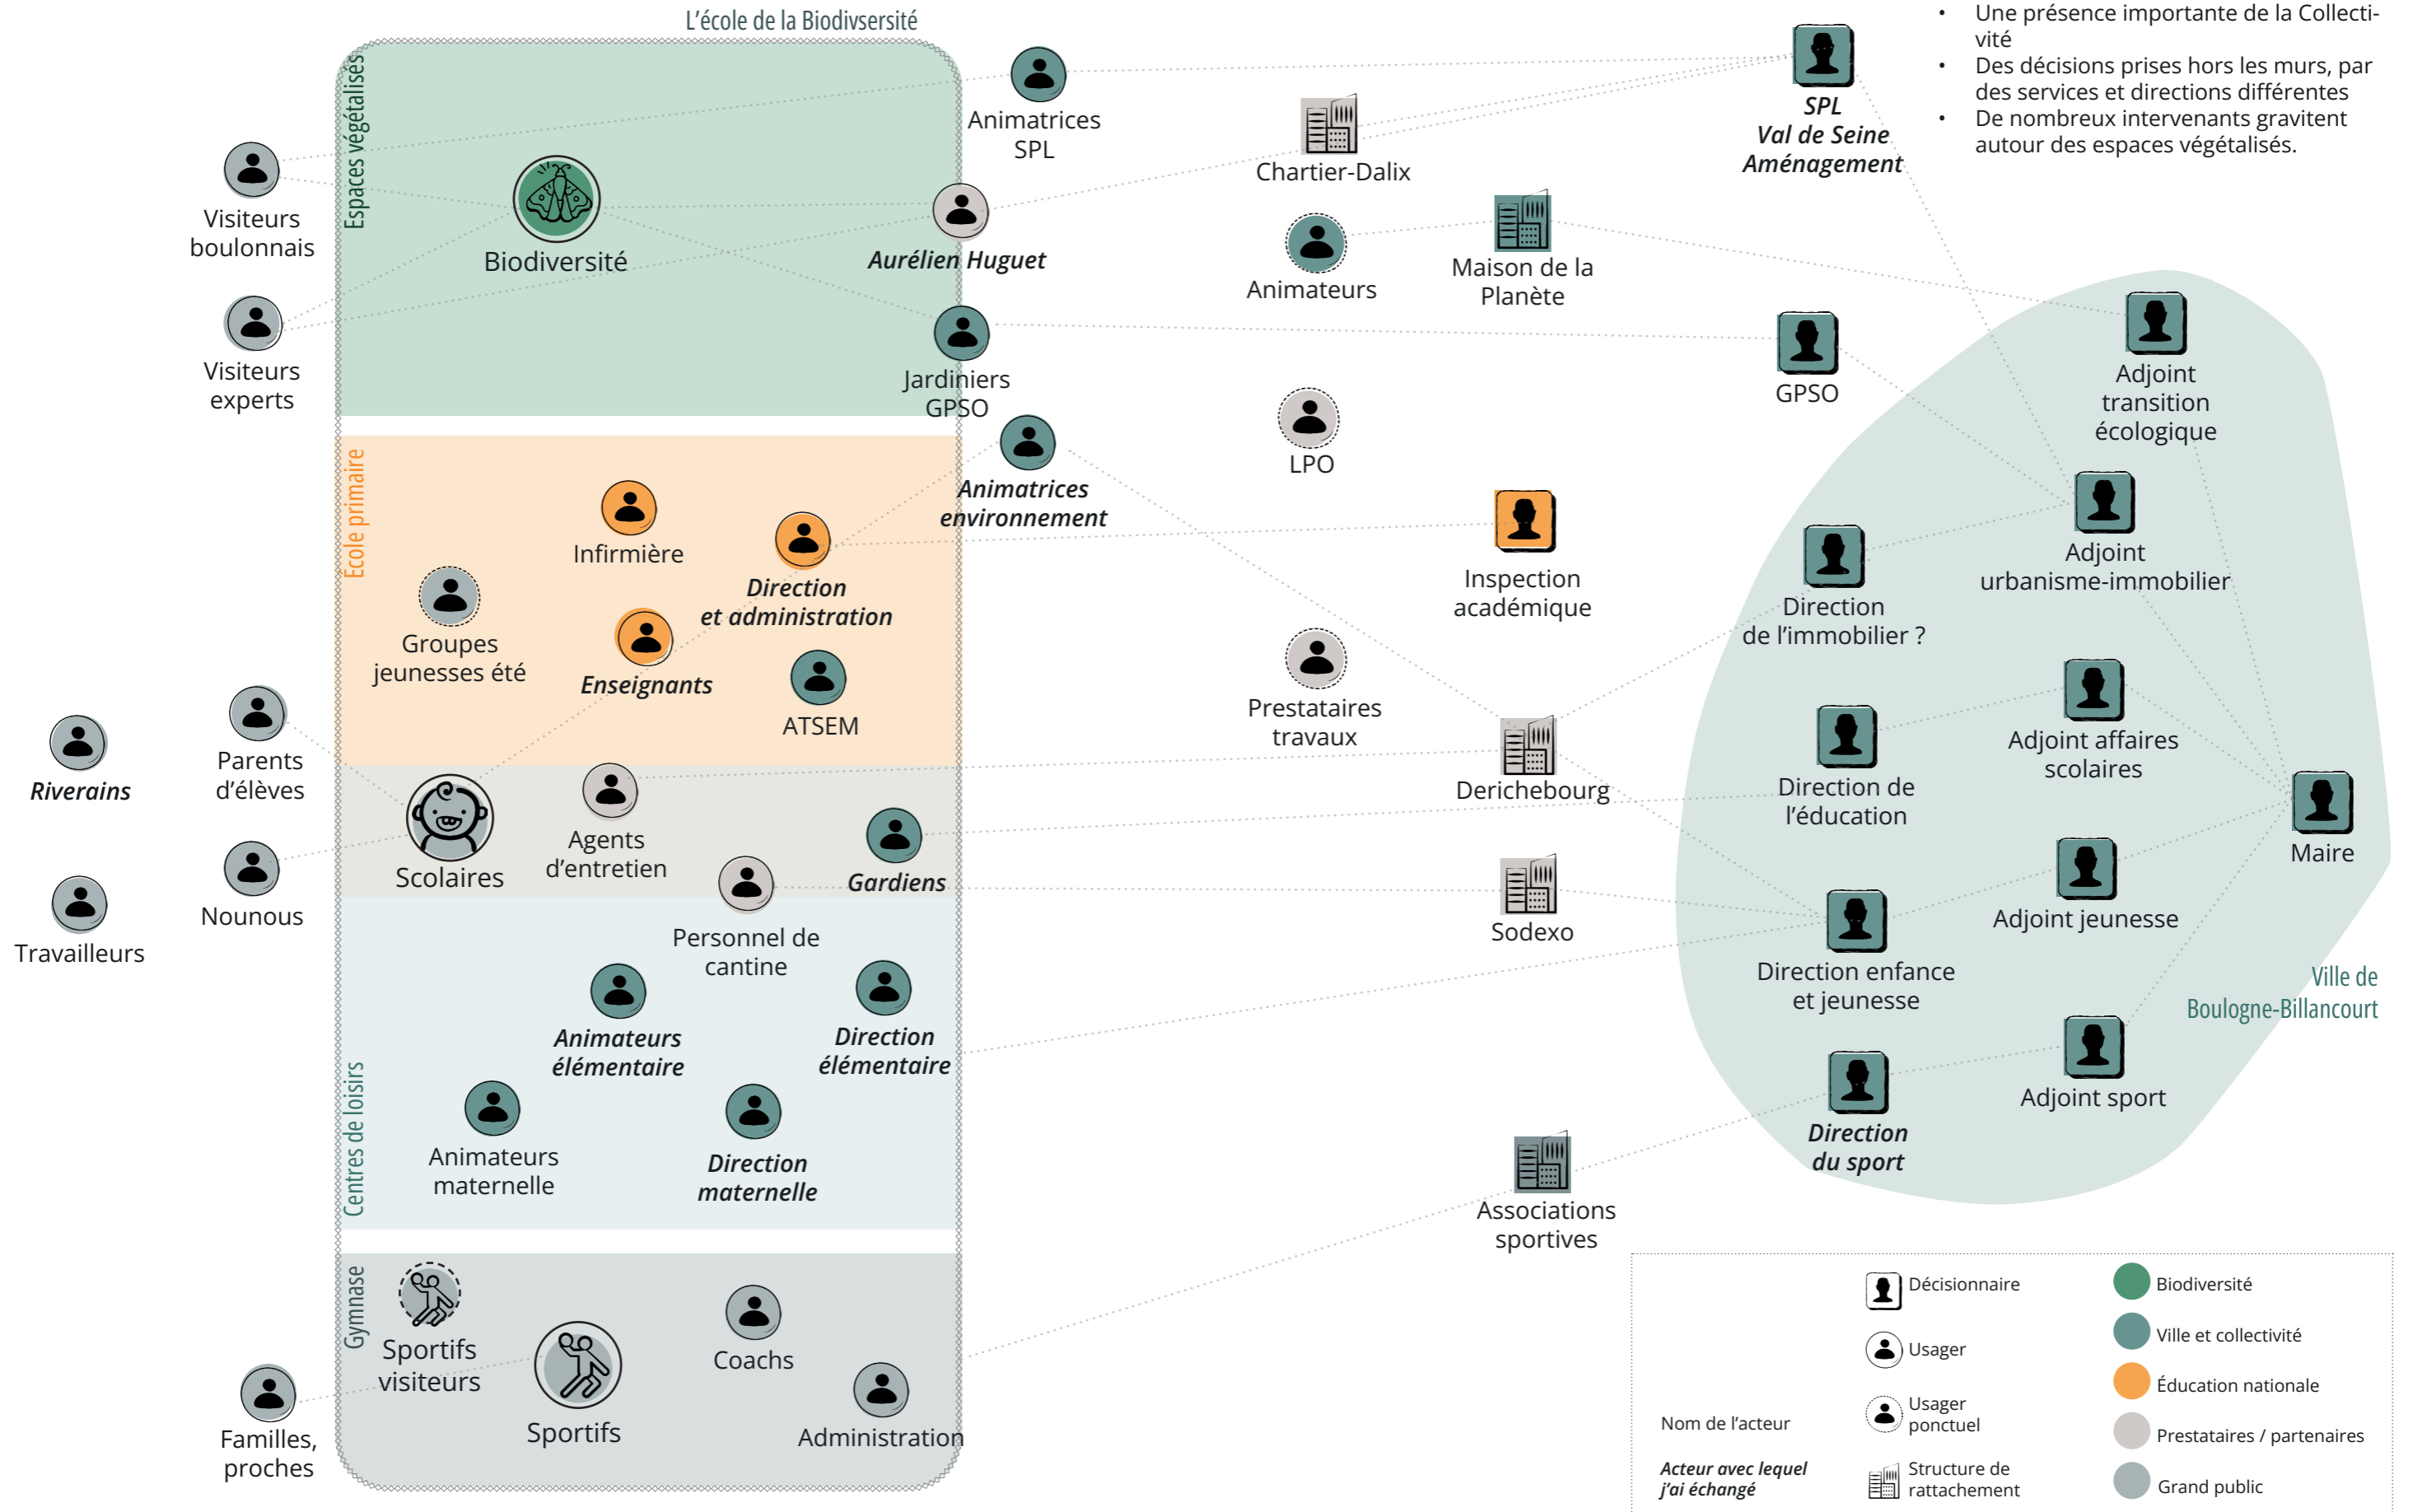 L'école de la Biodivsersité
• Une présence importante de la Collecti-
vité
• Des décisions prises hors les murs, par
des services et directions différentes
• De nombreux intervenants gravitent
autour des espaces végétalisés.
Espaces végétalisés
Animatrices
SPL
SPL
Val de Seine
Aménagement
Chartier-Dalix
Visiteurs
boulonnais
Biodiversité
Aurélien Huguet
Animateurs
Maison de la
Planète
Visiteurs
experts
Jardiniers
GPSO
GPSO
Adjoint
transition
écologique
LPO
École primaire
Animatrices
environnement
Infirmière
Direction
et administration
Inspection
académique
Adjoint
urbanisme-immobilier
Direction
de l'immobilier ?
Groupes
jeunesses été
Enseignants
ATSEM
Prestataires
travaux
Parents
d'élèves
Riverains
Derichebourg
Adjoint affaires
scolaires
Direction de
l'éducation
Maire
Scolaires
Agents
d'entretien
Gardiens
Nounous
Travailleurs
Personnel de
cantine
Sodexo
Adjoint jeunesse
Direction enfance
et jeunesse
Ville de
Boulogne-Billancourt
Centres de loisirs
Animateurs
élémentaire
Direction
élémentaire
Animateurs
maternelle
Direction
maternelle
Adjoint sport
Direction
du sport
Associations
sportives
Gymnase
Sportifs
visiteurs
Sportifs
Coachs
Administration
Familles,
proches
Nom de l'acteur
Acteur avec lequel
j'ai échangé
Décisionnaire
Usager
Usager
ponctuel
Structure de
rattachement
Biodiversité
Ville et collectivité
Éducation nationale
Prestataires / partenaires
Grand public